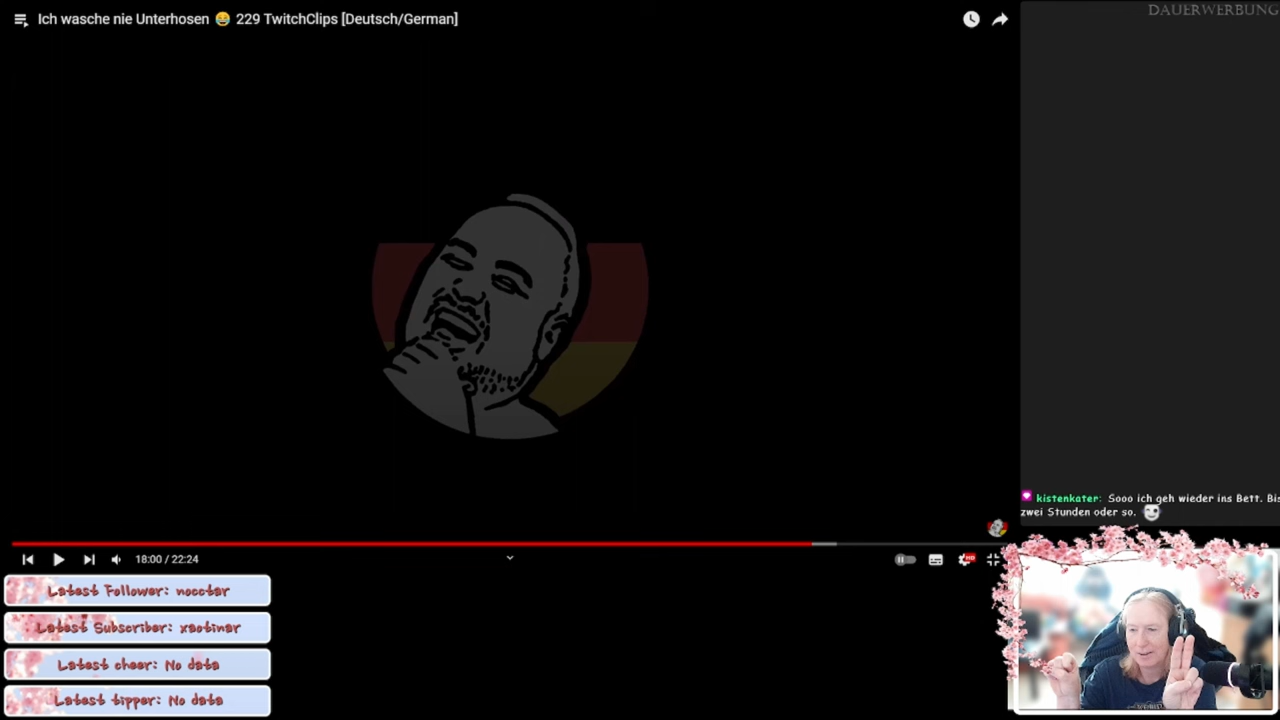 Ich wasche nie Unterhosen 😂 229 TwitchClips [Deutsch/German]
DAUERWERBUNG
kistenkater: Sooo ich geh wieder ins Bett. Bis
zwei Stunden oder so.
18:00 / 22:24
HD
Latest Follower: nocctar
Latest Subscriber: xaotinar
Latest cheer: No data
Latest tipper: No data